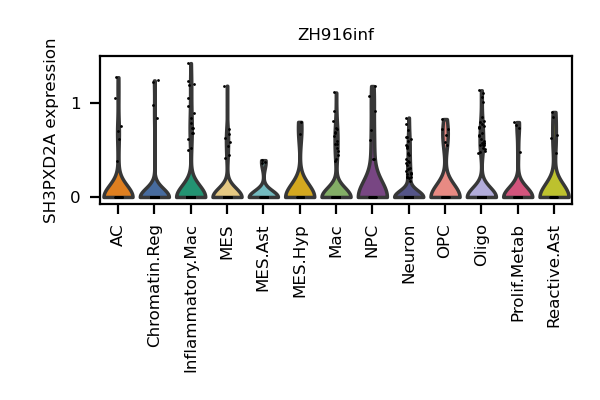 ZH916inf
SH3PXD2A expression
1
0
AC
Chromatin.Reg
Inflammatory.Mac
MES
MES.Ast
MES.Hyp
Mac
NPC
Neuron
OPC
Oligo
Prolif.Metab
Reactive.Ast